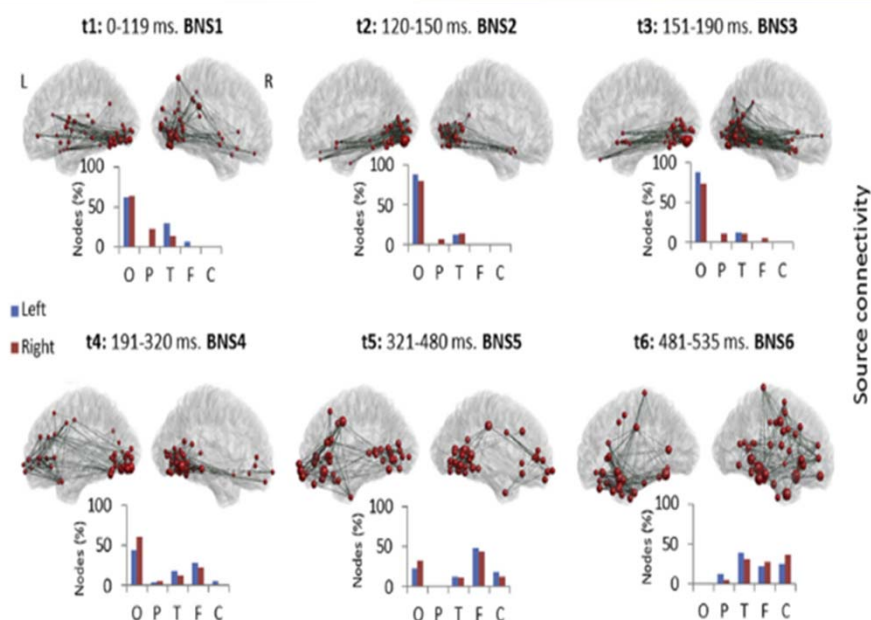 t1: 0-119 ms. BNS1
t2: 120-150 ms. BNS2
t3: 151-190 ms. BNS3
L
R
100
50
0
Nodes (%)
O P T F C
100
50
0
Nodes (%)
O P T F C
100
50
0
Nodes (%)
O P T F C
Source connectivity
Left
Right
t4: 191-320 ms. BNS4
t5: 321-480 ms. BNS5
t6: 481-535 ms. BNS6
100
50
0
Nodes (%)
O P T F C
100
50
0
Nodes (%)
O P T F C
100
50
0
Nodes (%)
O P T F C